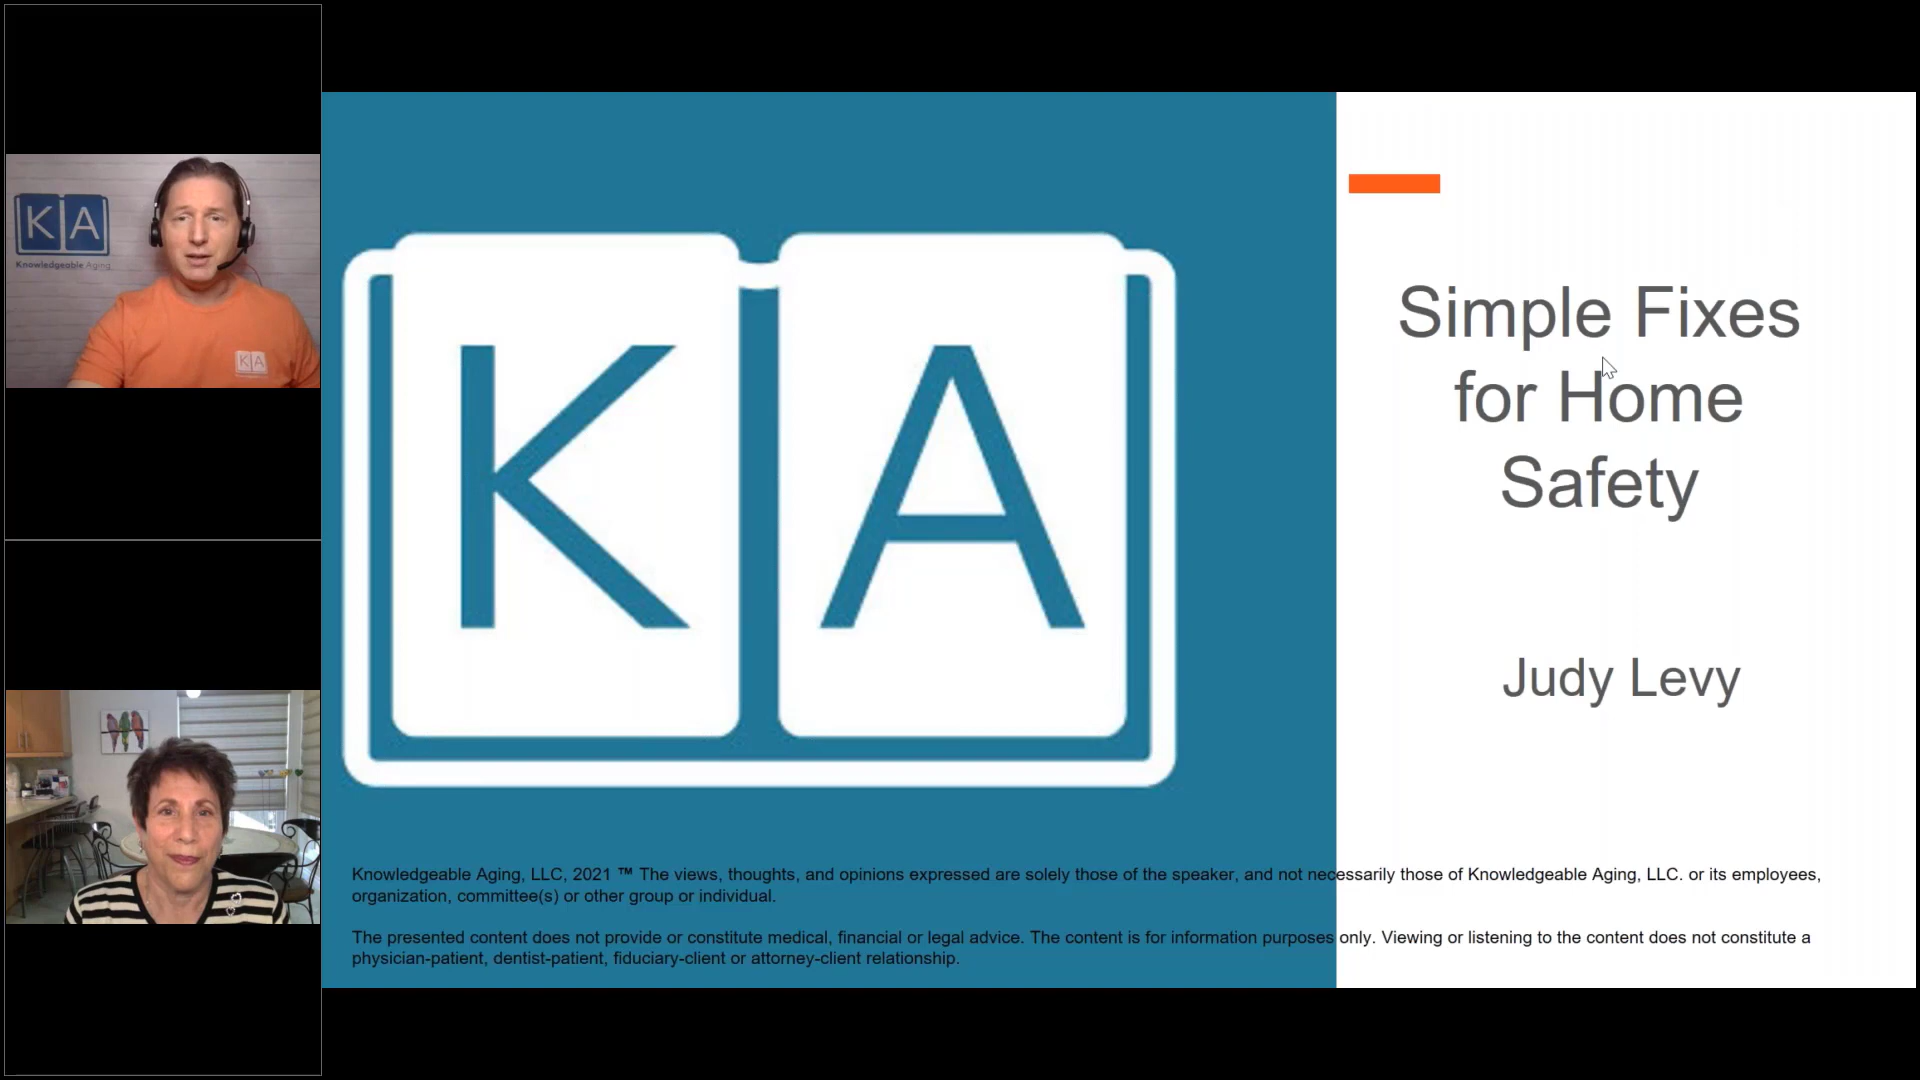 K A
Knowledgeable Aging
K A
K A
Simple Fixes
for Home
Safety
Judy Levy
Knowledgeable Aging, LLC, 2021 ™ The views, thoughts, and opinions expressed are solely those of the speaker, and not necessarily those of Knowledgeable Aging, LLC. or its employees,
organization, committee(s) or other group or individual.
The presented content does not provide or constitute medical, financial or legal advice. The content is for information purposes only. Viewing or listening to the content does not constitute a
physician-patient, dentist-patient, fiduciary-client or attorney-client relationship.